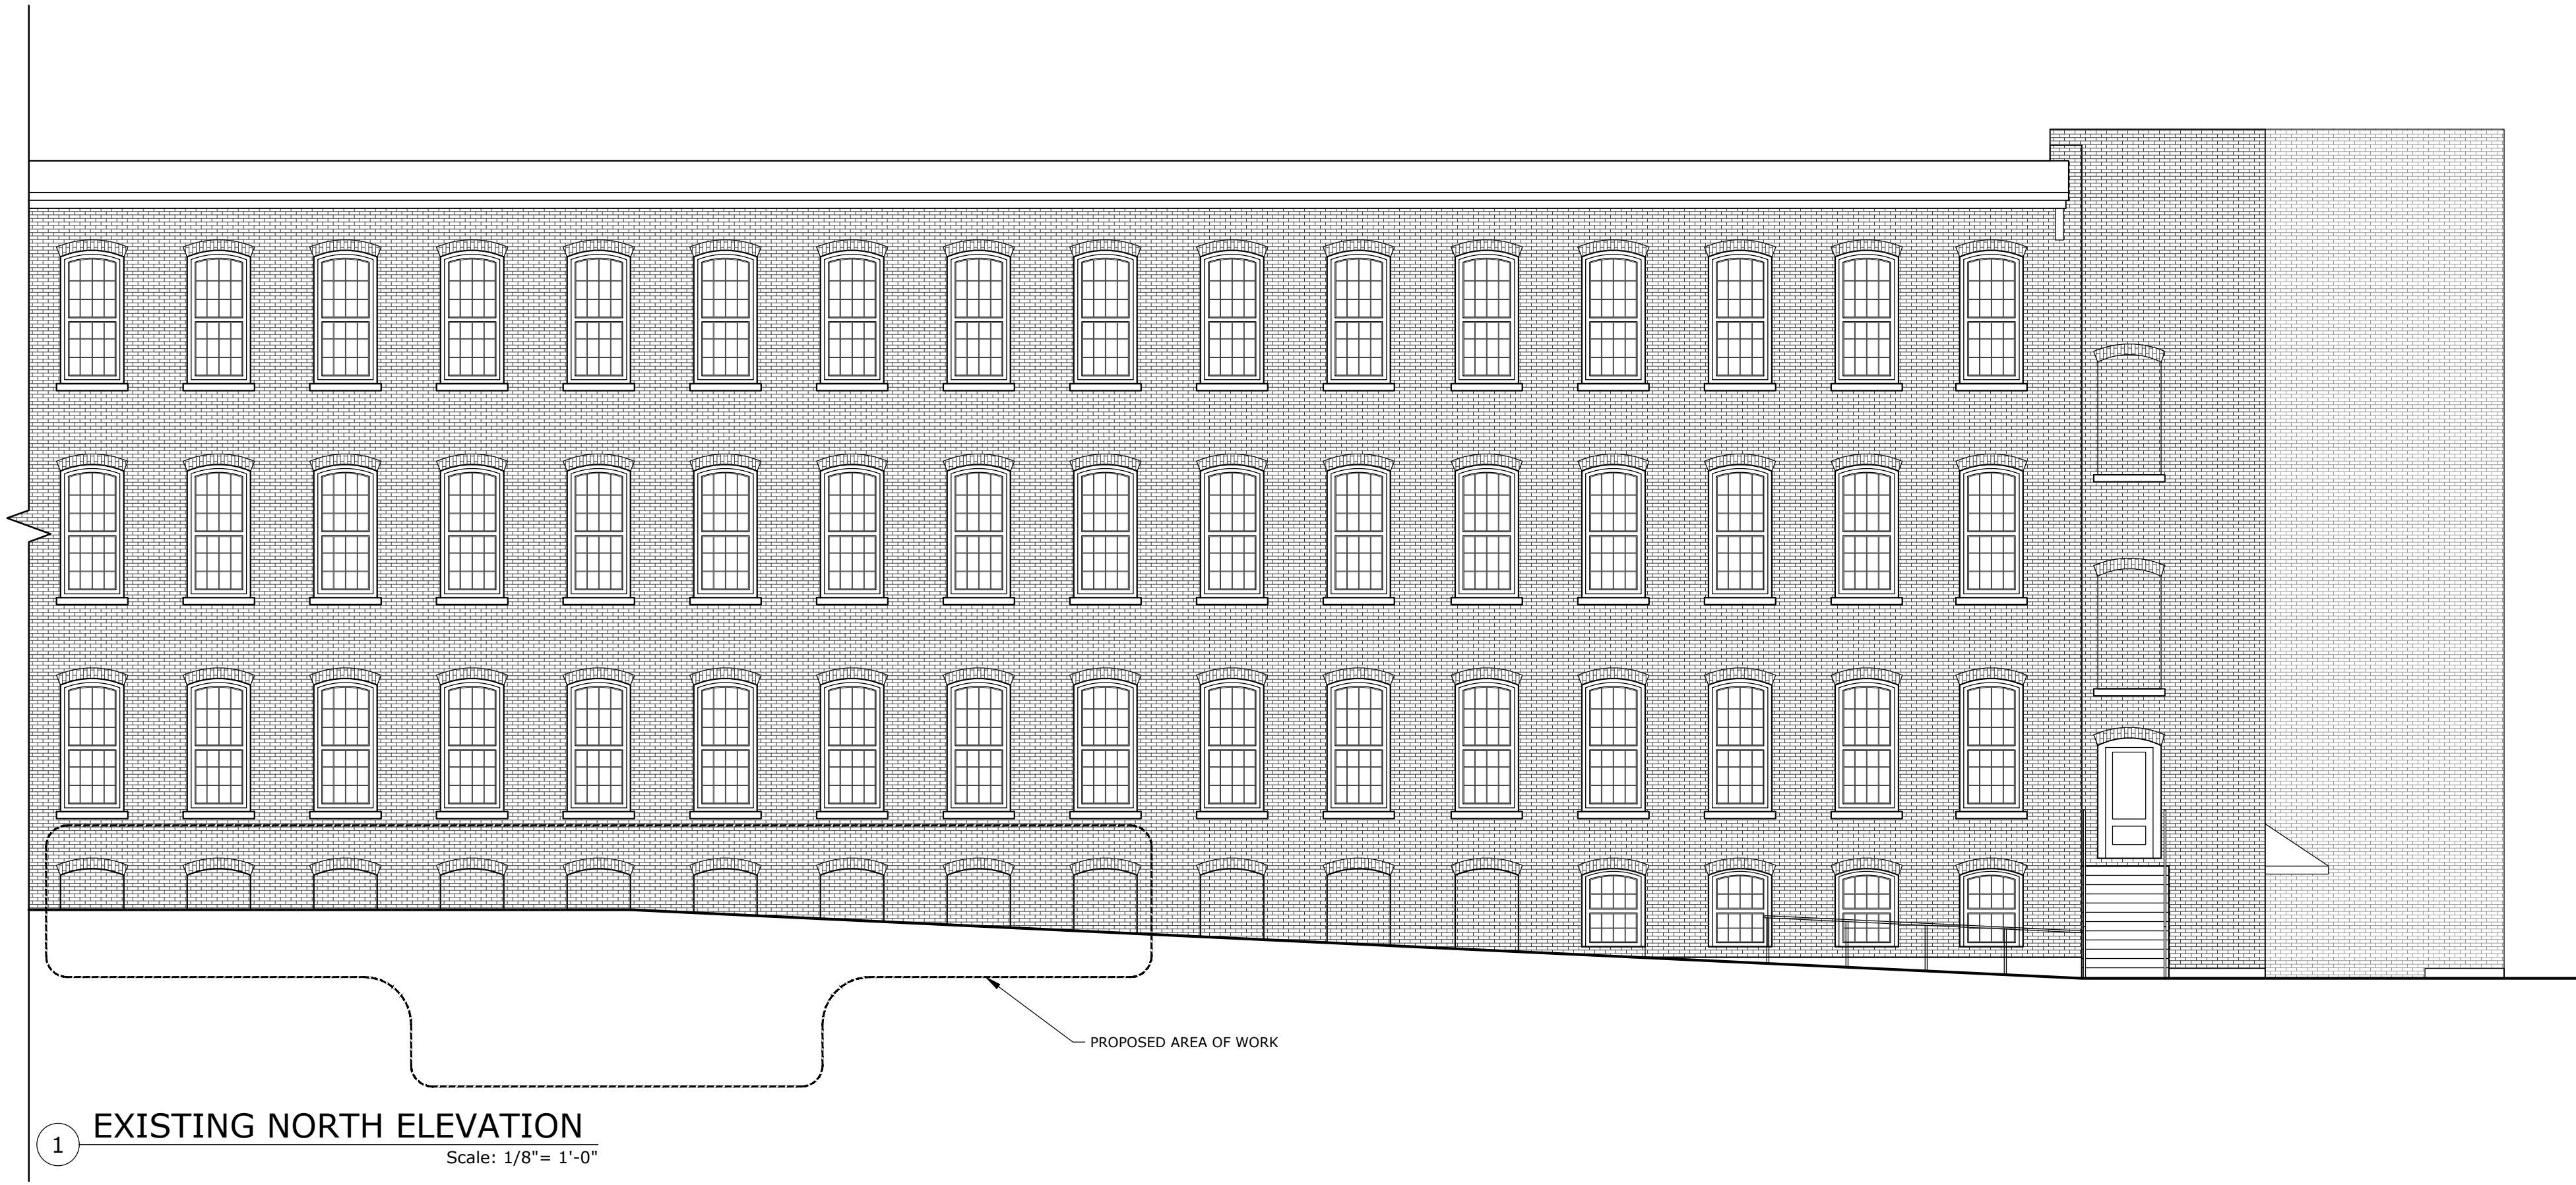 PROPOSED AREA OF WORK
1
EXISTING NORTH ELEVATION
Scale: 1/8"= 1'-0"